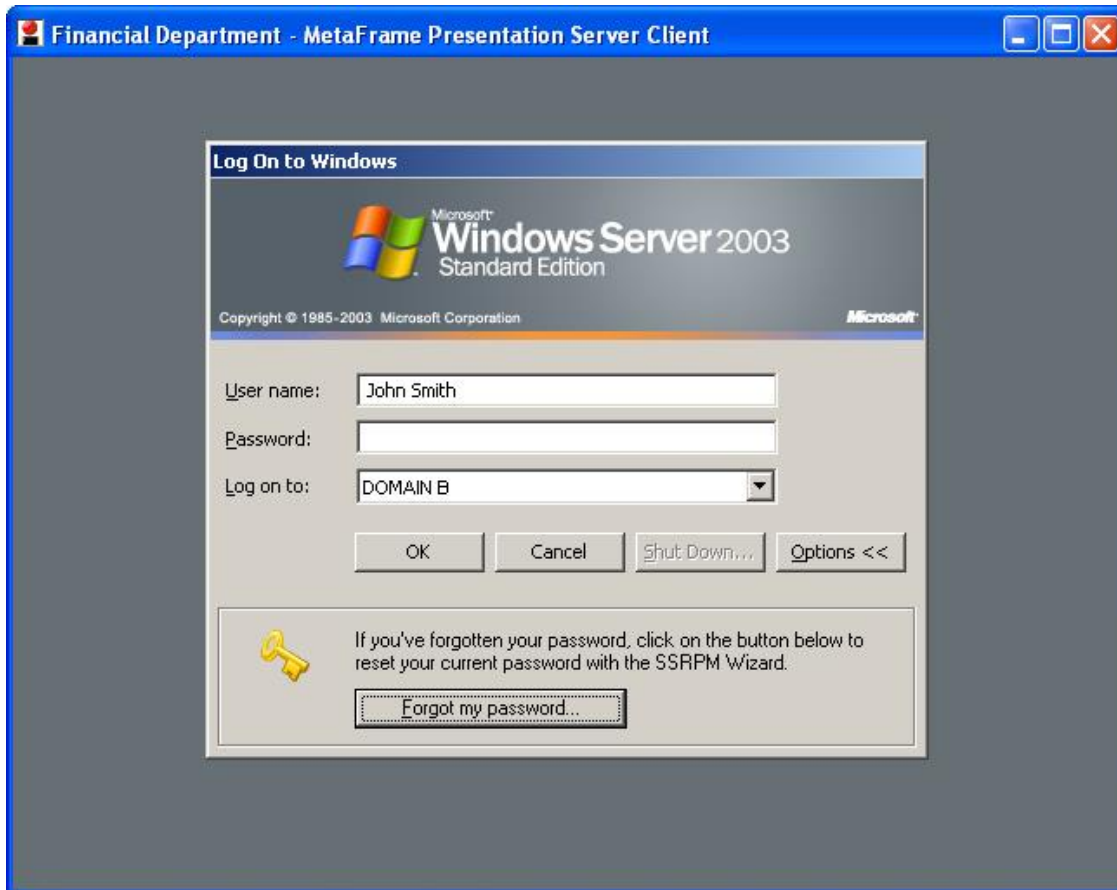 Financial Department - MetaFrame Presentation Server Client
Log On to Windows
Microsoft
Windows Server 2003
Standard Edition
Copyright © 1985-2003 Microsoft Corporation Microsoft
User name: John Smith
Password:
Log on to: DOMAIN B
OK Cancel Shut Down... Options <<
If you've forgotten your password, click on the button below to
reset your current password with the SSRPM Wizard.
Forgot my password...